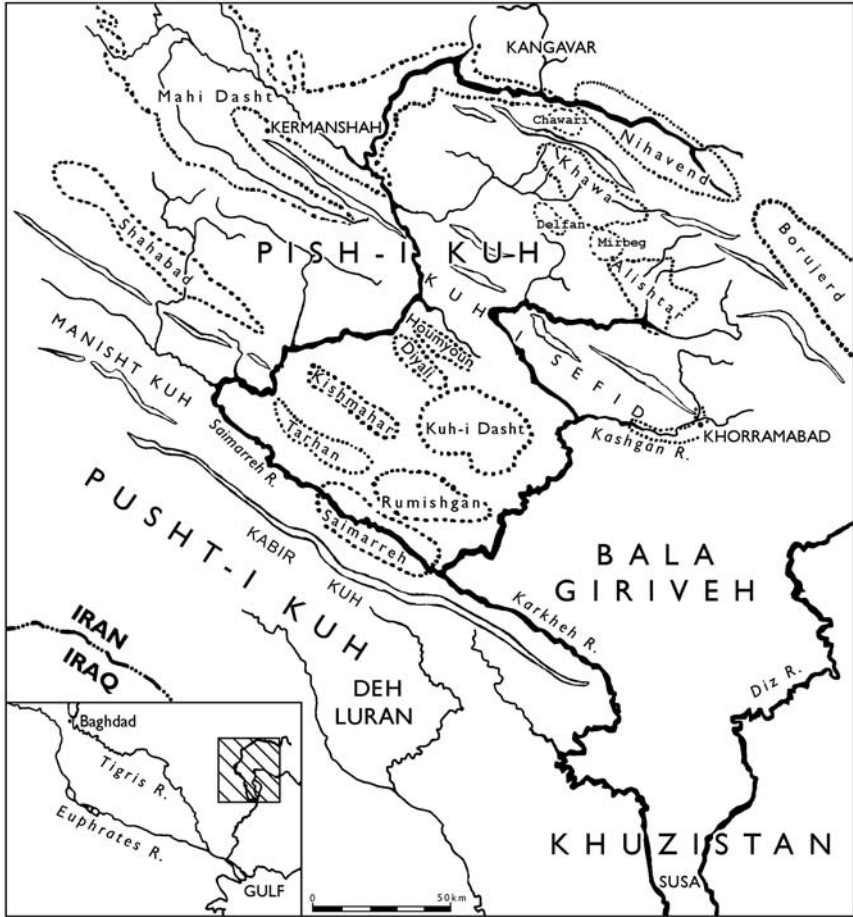 KANGAVAR
Mahi Dasht
Chawari
KERMANSHAH
Nihavend
Khawa
Shahabad
Delfan
Mirbeg
Borujerd
PISH-I KUH
Alishtar
KUH-I SEFID
MANISHT KUH
Houmyoun
Diyali
Kishmahar
Kuh-i Dasht
Tarhan
KHORRAMABAD
Kashgan R.
Saimarreh R.
Rumishgan
Saimarreh
PUSHT-I KUH
KABIR KUH
BALA
GIRIVEH
Karkheh R.
IRAN
IRAQ
DEH
LURAN
Diz R.
Baghdad
Tigris R.
Euphrates R.
GULF
KHUZISTAN
SUSA
0 50km